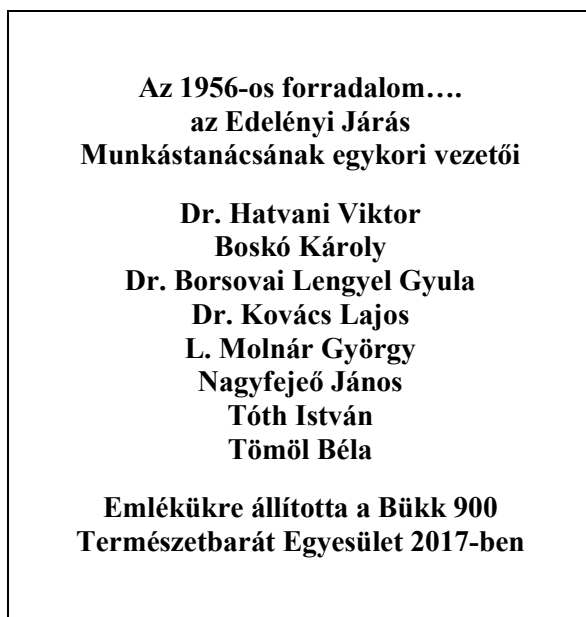 Az 1956-os forradalom….
az Edelényi Járás
Munkástanácsának egykori vezetői
Dr. Hatvani Viktor
Boskó Károly
Dr. Borsovai Lengyel Gyula
Dr. Kovács Lajos
L. Molnár György
Nagyfejeő János
Tóth István
Tömöl Béla
Emlékükre állította a Bükk 900
Természetbarát Egyesület 2017-ben